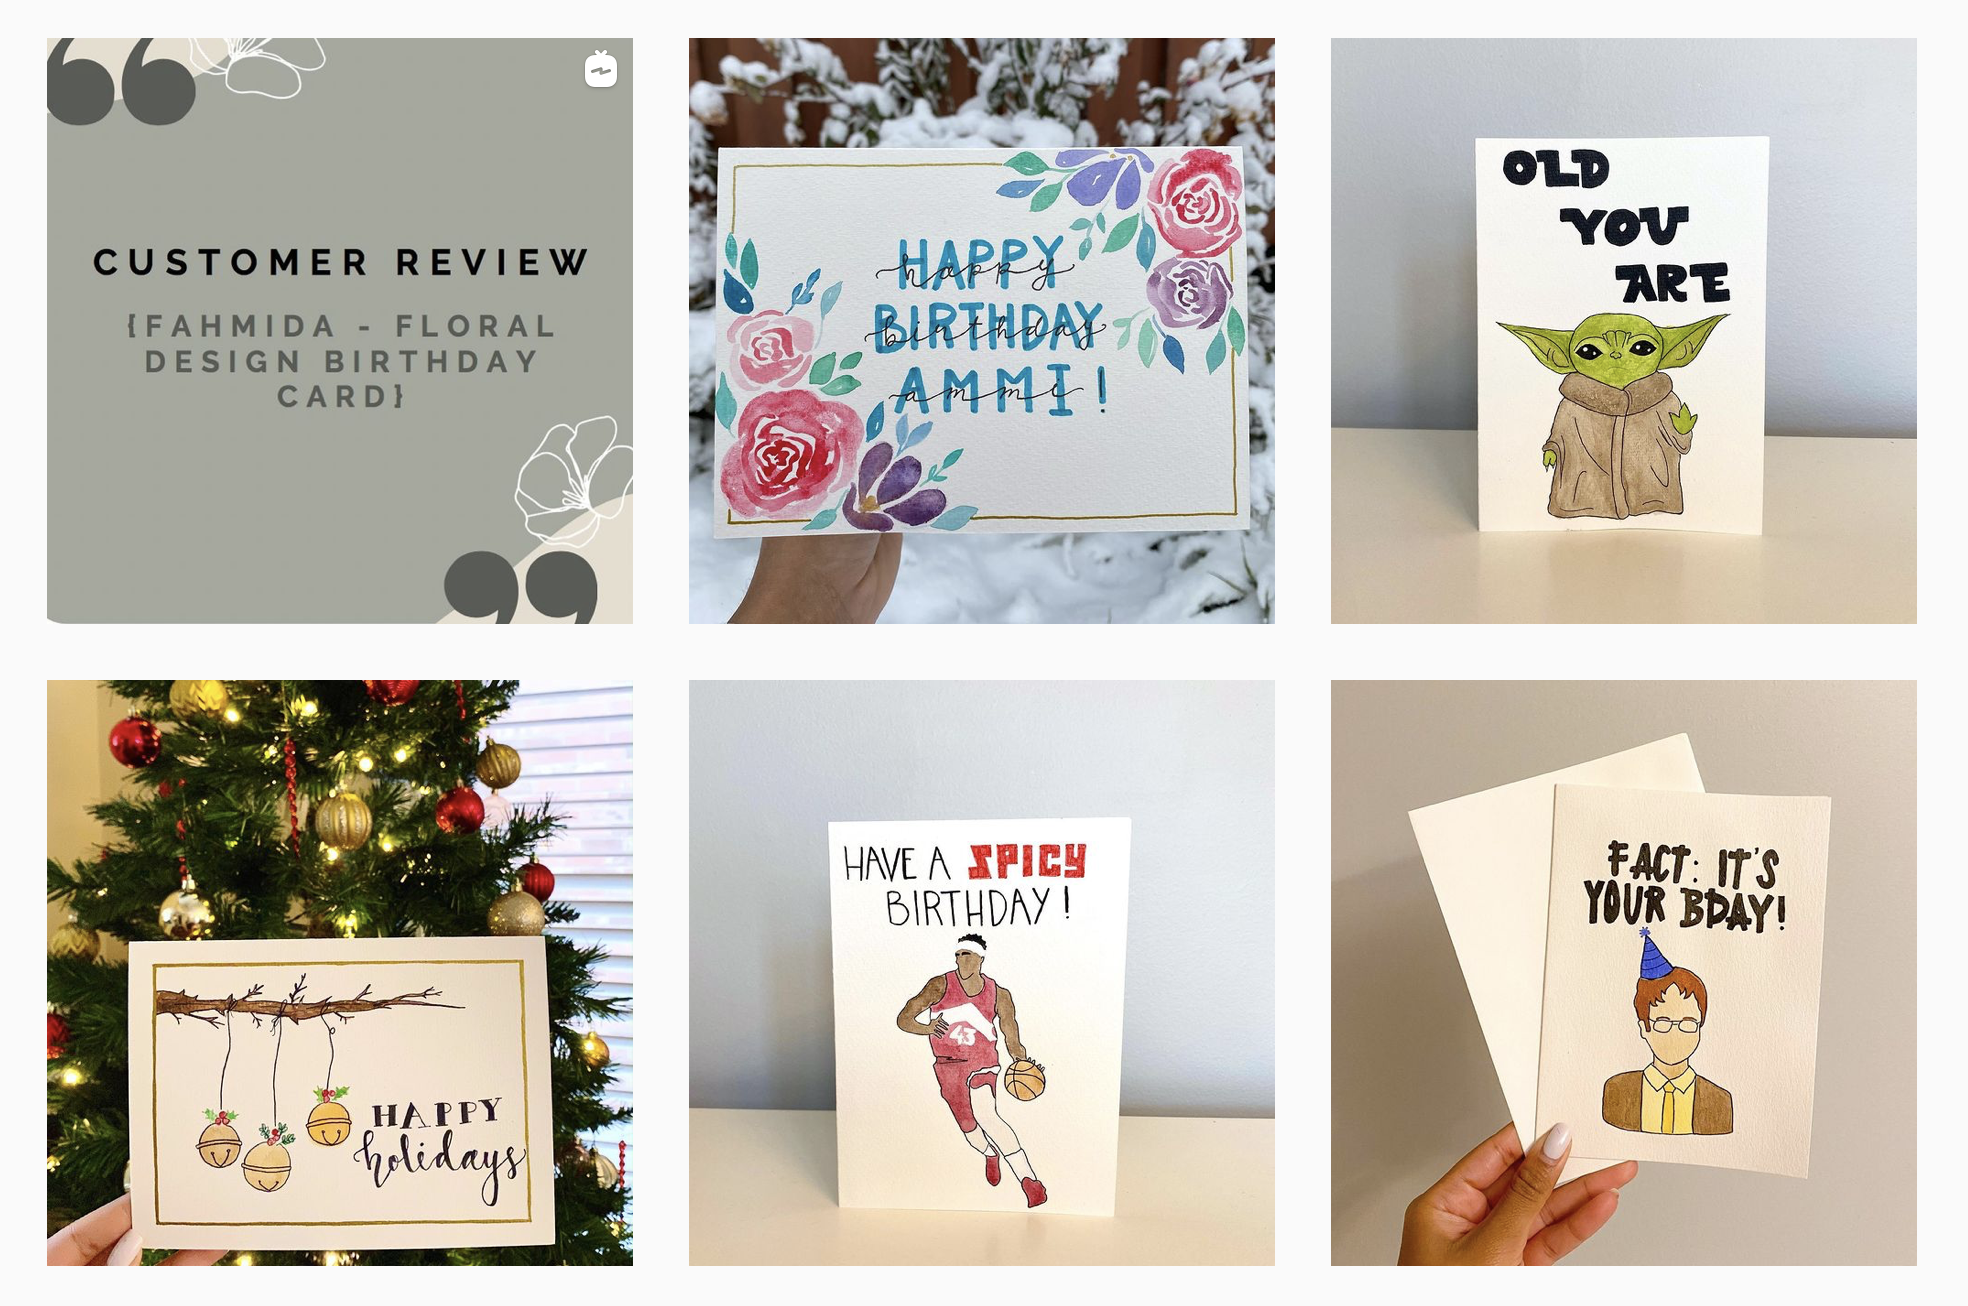 CUSTOMER REVIEW
{FAHMIDA - FLORAL
DESIGN BIRTHDAY
CARD}
HAPPY
happy
BIRTHDAY
birthday
AMMI!
ammi
OLD
YOU
ARE
HAPPY
holidays
HAVE A SPICY
BIRTHDAY!
43
FACT: IT'S
YOUR BDAY!